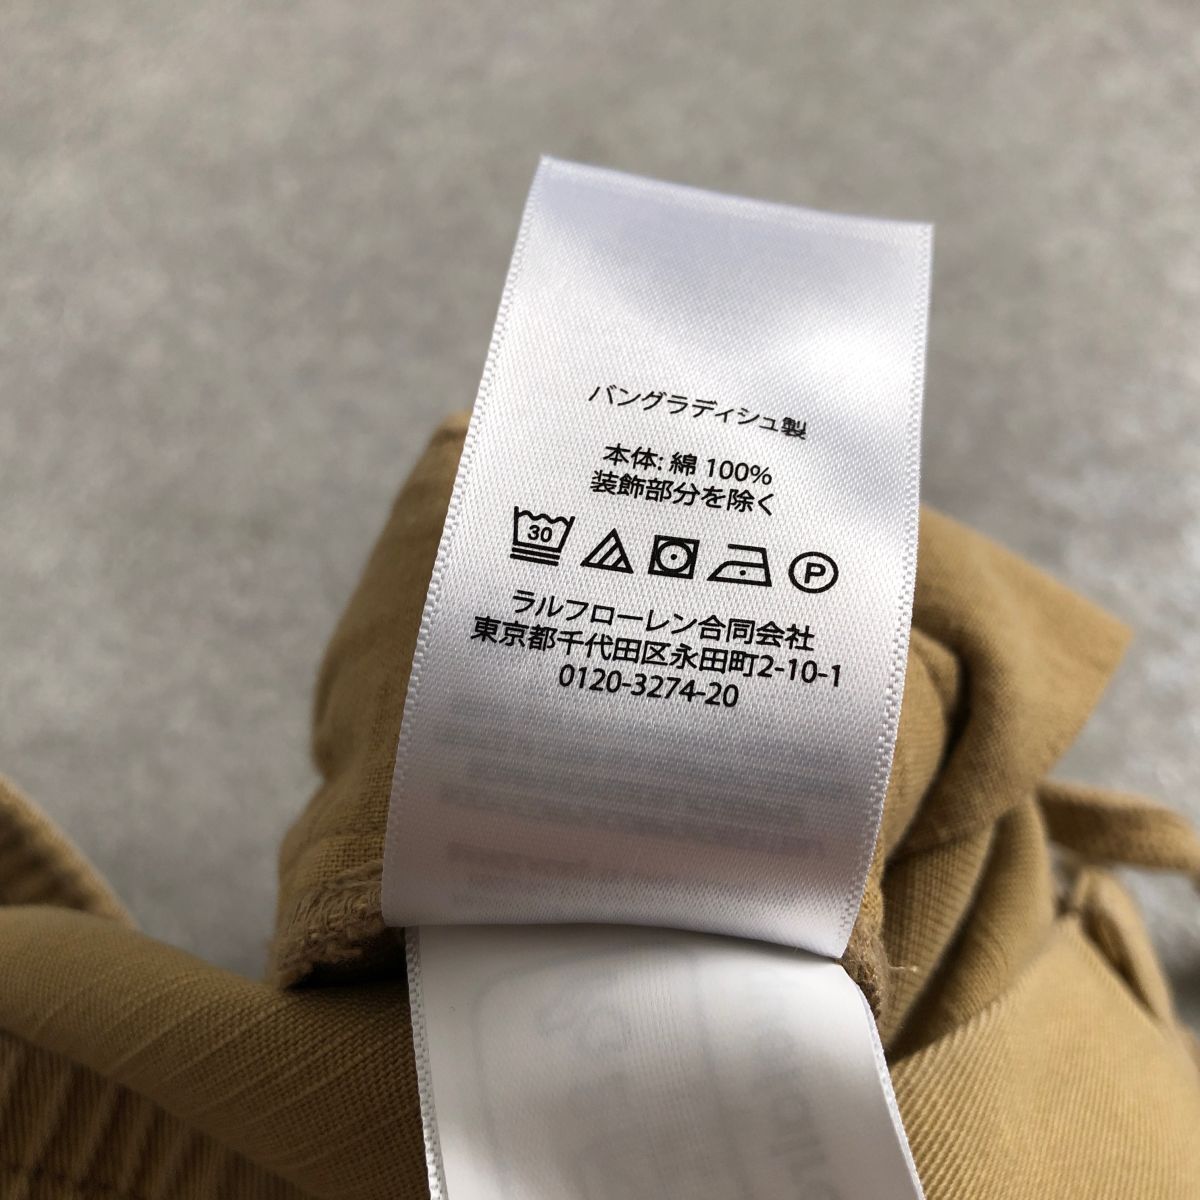 バングラディシュ製
本体: 綿 100%
装飾部分を除く
30 P
ラルフローレン合同会社
東京都千代田区永田町2-10-1
0120-3274-20